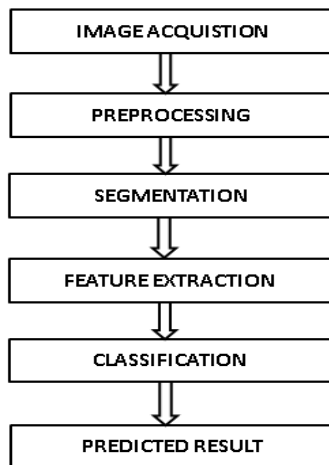 IMAGE ACQUISTION
PREPROCESSING
SEGMENTATION
FEATURE EXTRACTION
CLASSIFICATION
PREDICTED RESULT